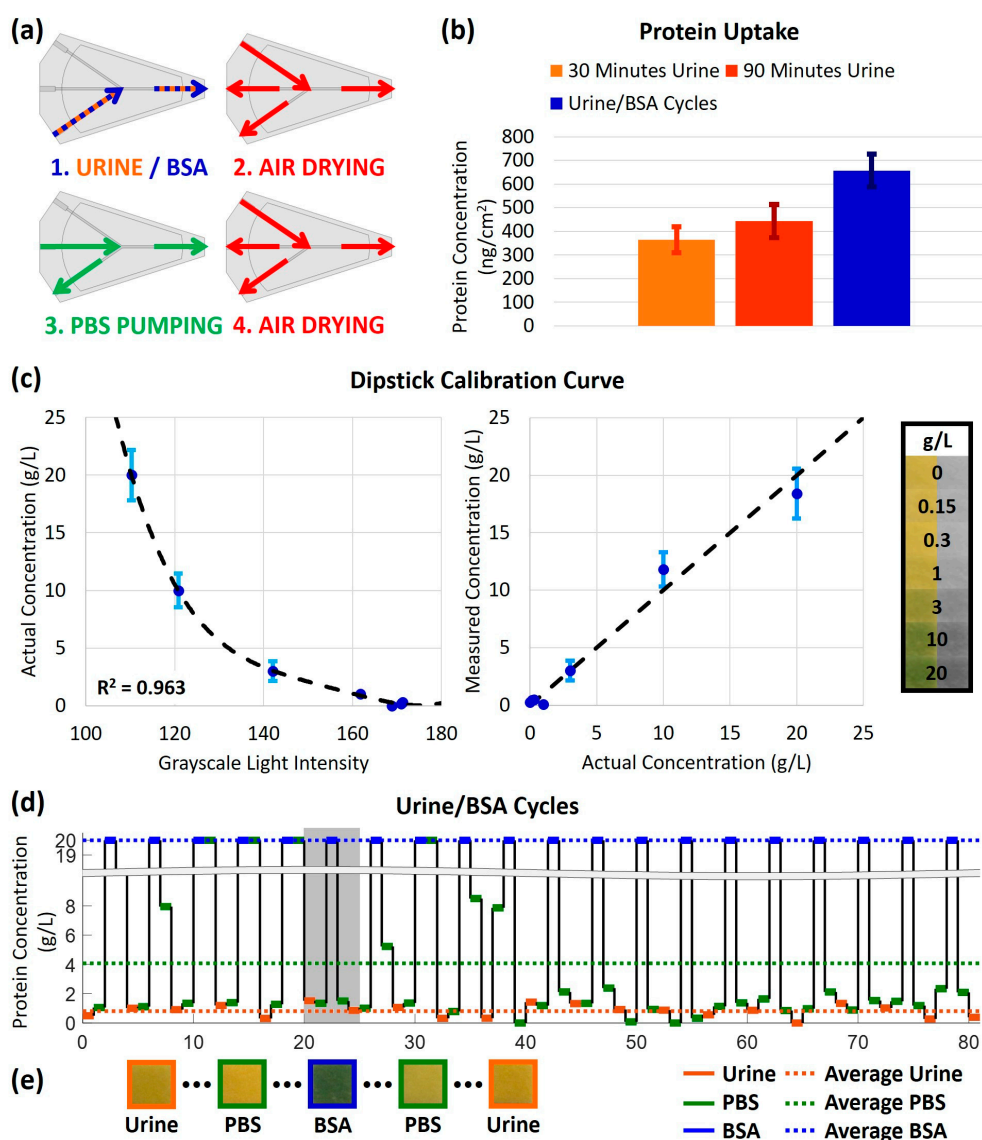 (a)
1. URINE / BSA
2. AIR DRYING
3. PBS PUMPING
4. AIR DRYING
(b)
Protein Uptake
30 Minutes Urine
90 Minutes Urine
Urine/BSA Cycles
Protein Concentration
(ng/cm²)
800
700
600
500
400
300
200
100
0
(c)
Dipstick Calibration Curve
Actual Concentration (g/L)
25
20
15
10
5
0
R² = 0.963
100 120 140 160 180
Grayscale Light Intensity
Measured Concentration (g/L)
25
20
15
10
5
0
0 5 10 15 20 25
Actual Concentration (g/L)
g/L
0
0.15
0.3
1
3
10
20
(d)
Urine/BSA Cycles
Protein Concentration
(g/L)
20
19
8
6
4
2
0
0 10 20 30 40 50 60 70 80
(e)
Urine PBS BSA PBS Urine
Urine Average Urine
PBS Average PBS
BSA Average BSA